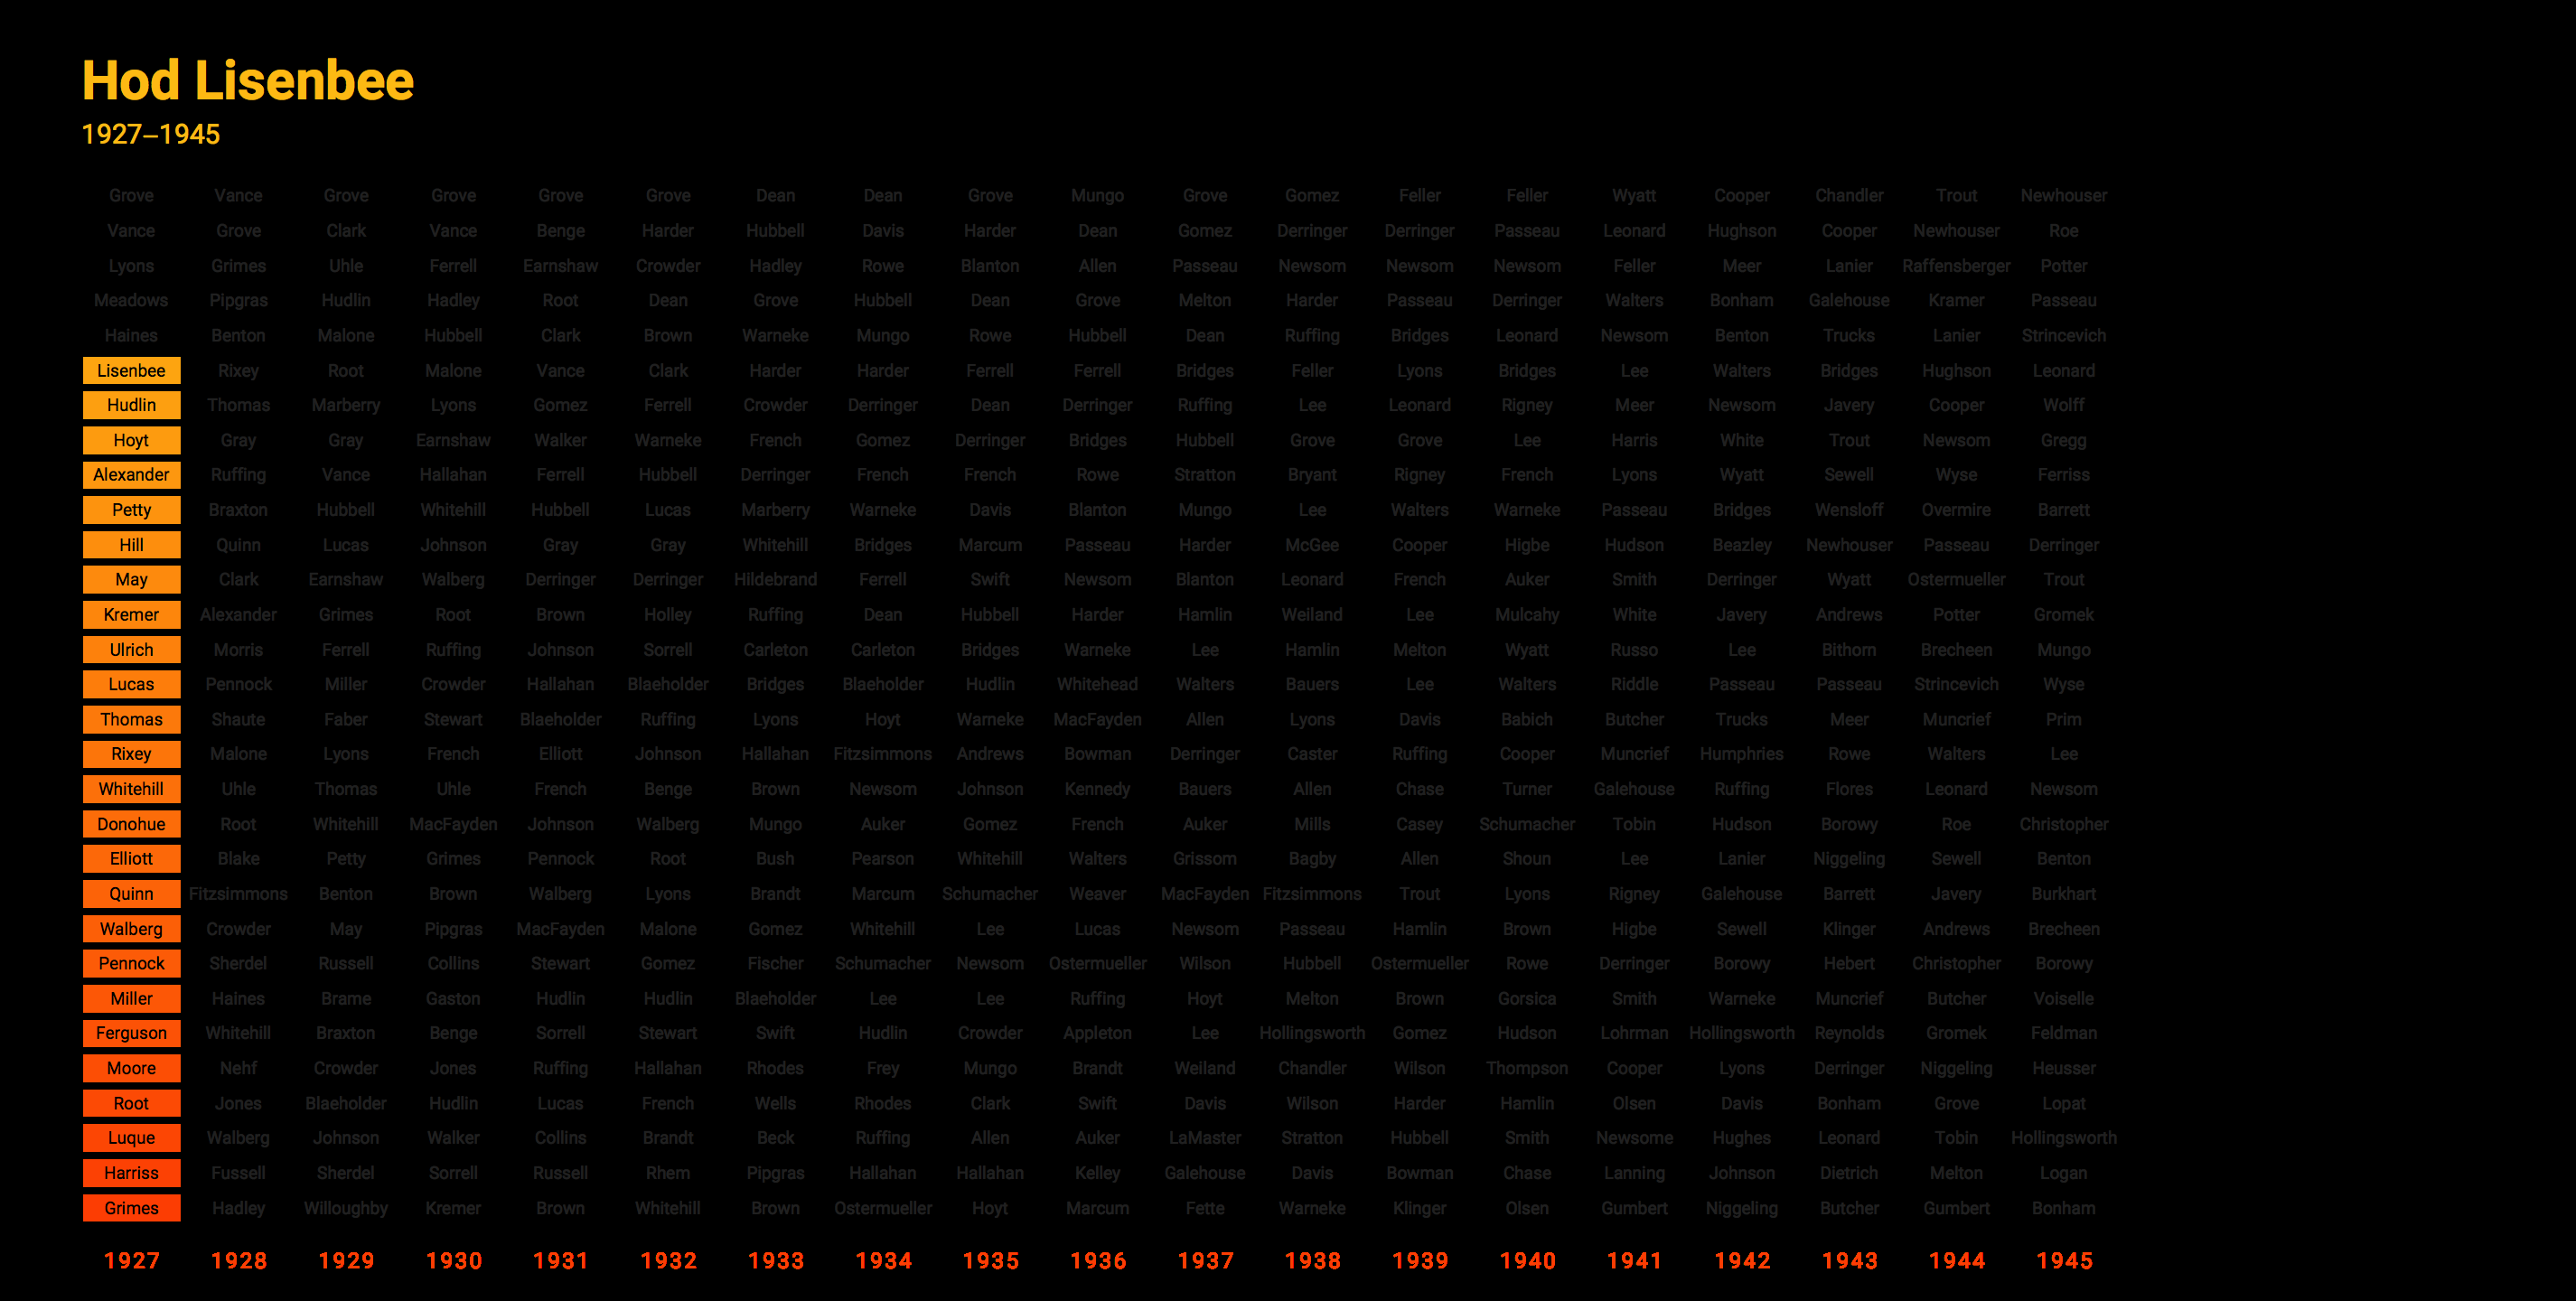 Hod Lisenbee
1927–1945
Grove Vance Grove Grove Grove Grove Dean Dean Grove Mungo Grove Gomez Feller Feller Wyatt Cooper Chandler Trout Newhouser
Vance Grove Clark Vance Benge Harder Hubbell Davis Harder Dean Gomez Derringer Derringer Passeau Leonard Hughson Cooper Newhouser Roe
Lyons Grimes Uhle Ferrell Earnshaw Crowder Hadley Rowe Blanton Allen Passeau Newsom Newsom Newsom Feller Meer Lanier Raffensberger Potter
Meadows Pipgras Hudlin Hadley Root Dean Grove Hubbell Dean Grove Melton Harder Passeau Derringer Walters Bonham Galehouse Kramer Passeau
Haines Benton Malone Hubbell Clark Brown Warneke Mungo Rowe Hubbell Dean Ruffing Bridges Leonard Newsom Benton Trucks Lanier Strincevich
Lisenbee Rixey Root Malone Vance Clark Harder Harder Ferrell Ferrell Bridges Feller Lyons Bridges Lee Walters Bridges Hughson Leonard
Hudlin Thomas Marberry Lyons Gomez Ferrell Crowder Derringer Dean Derringer Ruffing Lee Leonard Rigney Meer Newsom Javery Cooper Wolff
Hoyt Gray Gray Earnshaw Walker Warneke French Gomez Derringer Bridges Hubbell Grove Grove Lee Harris White Trout Newsom Gregg
Alexander Ruffing Vance Hallahan Ferrell Hubbell Derringer French French Rowe Stratton Bryant Rigney French Lyons Wyatt Sewell Wyse Ferriss
Petty Braxton Hubbell Whitehill Hubbell Lucas Marberry Warneke Davis Blanton Mungo Lee Walters Warneke Passeau Bridges Wensloff Overmire Barrett
Hill Quinn Lucas Johnson Gray Gray Whitehill Bridges Marcum Passeau Harder McGee Cooper Higbe Hudson Beazley Newhouser Passeau Derringer
May Clark Earnshaw Walberg Derringer Derringer Hildebrand Ferrell Swift Newsom Blanton Leonard French Auker Smith Derringer Wyatt Ostermueller Trout
Kremer Alexander Grimes Root Brown Holley Ruffing Dean Hubbell Harder Hamlin Weiland Lee Mulcahy White Javery Andrews Potter Gromek
Ulrich Morris Ferrell Ruffing Johnson Sorrell Carleton Carleton Bridges Warneke Lee Hamlin Melton Wyatt Russo Lee Bithorn Brecheen Mungo
Lucas Pennock Miller Crowder Hallahan Blaeholder Bridges Blaeholder Hudlin Whitehead Walters Bauers Lee Walters Riddle Passeau Passeau Strincevich Wyse
Thomas Shaute Faber Stewart Blaeholder Ruffing Lyons Hoyt Warneke MacFayden Allen Lyons Davis Babich Butcher Trucks Meer Muncrief Prim
Rixey Malone Lyons French Elliott Johnson Hallahan Fitzsimmons Andrews Bowman Derringer Caster Ruffing Cooper Muncrief Humphries Rowe Walters Lee
Whitehill Uhle Thomas Uhle French Benge Brown Newsom Johnson Kennedy Bauers Allen Chase Turner Galehouse Ruffing Flores Leonard Newsom
Donohue Root Whitehill MacFayden Johnson Walberg Mungo Auker Gomez French Auker Mills Casey Schumacher Tobin Hudson Borowy Roe Christopher
Elliott Blake Petty Grimes Pennock Root Bush Pearson Whitehill Walters Grissom Bagby Allen Shoun Lee Lanier Niggeling Sewell Benton
Quinn Fitzsimmons Benton Brown Walberg Lyons Brandt Marcum Schumacher Weaver MacFayden Fitzsimmons Trout Lyons Rigney Galehouse Barrett Javery Burkhart
Walberg Crowder May Pipgras MacFayden Malone Gomez Whitehill Lee Lucas Newsom Passeau Hamlin Brown Higbe Sewell Klinger Andrews Brecheen
Pennock Sherdel Russell Collins Stewart Gomez Fischer Schumacher Newsom Ostermueller Wilson Hubbell Ostermueller Rowe Derringer Borowy Hebert Christopher Borowy
Miller Haines Brame Gaston Hudlin Hudlin Blaeholder Lee Lee Ruffing Hoyt Melton Brown Gorsica Smith Warneke Muncrief Butcher Voiselle
Ferguson Whitehill Braxton Benge Sorrell Stewart Swift Hudlin Crowder Appleton Lee Hollingsworth Gomez Hudson Lohrman Hollingsworth Reynolds Gromek Feldman
Moore Nehf Crowder Jones Ruffing Hallahan Rhodes Frey Mungo Brandt Weiland Chandler Wilson Thompson Cooper Lyons Derringer Niggeling Heusser
Root Jones Blaeholder Hudlin Lucas French Wells Rhodes Clark Swift Davis Wilson Harder Hamlin Olsen Davis Bonham Grove Lopat
Luque Walberg Johnson Walker Collins Brandt Beck Ruffing Allen Auker LaMaster Stratton Hubbell Smith Newsome Hughes Leonard Tobin Hollingsworth
Harriss Fussell Sherdel Sorrell Russell Rhem Pipgras Hallahan Hallahan Kelley Galehouse Davis Bowman Chase Lanning Johnson Dietrich Melton Logan
Grimes Hadley Willoughby Kremer Brown Whitehill Brown Ostermueller Hoyt Marcum Fette Warneke Klinger Olsen Gumbert Niggeling Butcher Gumbert Bonham
1927 1928 1929 1930 1931 1932 1933 1934 1935 1936 1937 1938 1939 1940 1941 1942 1943 1944 1945